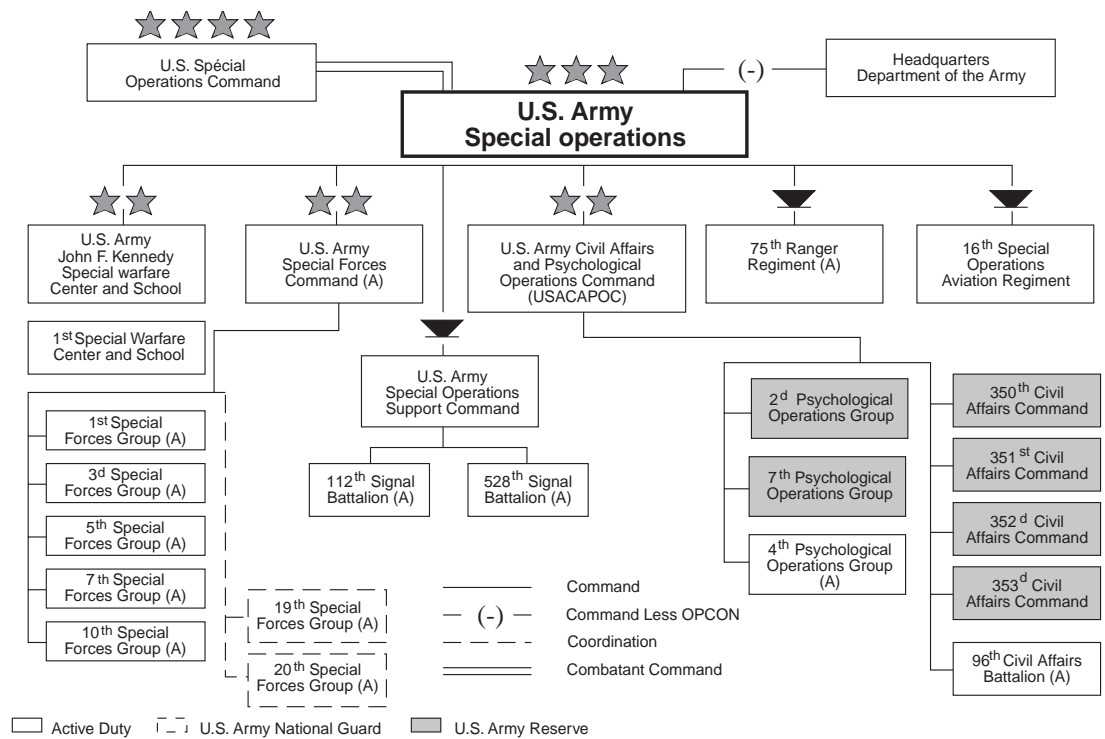 U.S. Spécial
Operations Command
(-)
Headquarters
Department of the Army
U.S. Army
Special operations
U.S. Army
John F. Kennedy
Special warfare
Center and School
U.S. Army
Special Forces
Command (A)
U.S. Army Civil Affairs
and Psychological
Operations Command
(USACAPOC)
75th Ranger
Regiment (A)
16th Special
Operations
Aviation Regiment
1st Special Warfare
Center and School
U.S. Army
Special Operations
Support Command
1st Special
Forces Group (A)
3d Special
Forces Group (A)
5th Special
Forces Group (A)
7th Special
Forces Group (A)
10th Special
Forces Group (A)
19th Special
Forces Group (A)
20th Special
Forces Group (A)
112th Signal
Battalion (A)
528th Signal
Battalion (A)
2d Psychological
Operations Group
7th Psychological
Operations Group
4th Psychological
Operations Group
(A)
350th Civil
Affairs Command
351st Civil
Affairs Command
352d Civil
Affairs Command
353d Civil
Affairs Command
96th Civil Affairs
Battalion (A)
Command
(-) Command Less OPCON
Coordination
Combatant Command
Active Duty
U.S. Army National Guard
U.S. Army Reserve